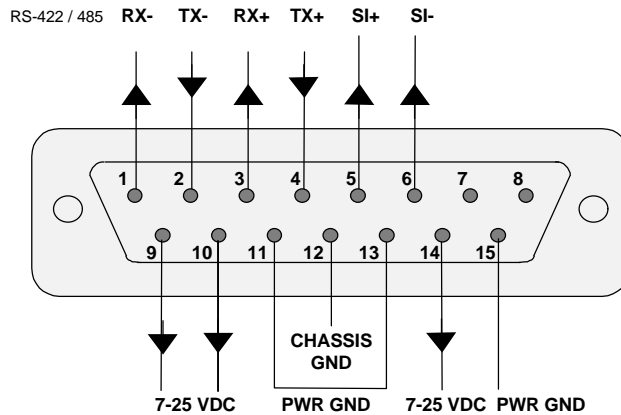 RS-422 / 485 RX- TX- RX+ TX+ SI+ SI-
1 2 3 4 5 6 7 8
9 10 11 12 13 14 15
CHASSIS
GND
7-25 VDC PWR GND 7-25 VDC PWR GND